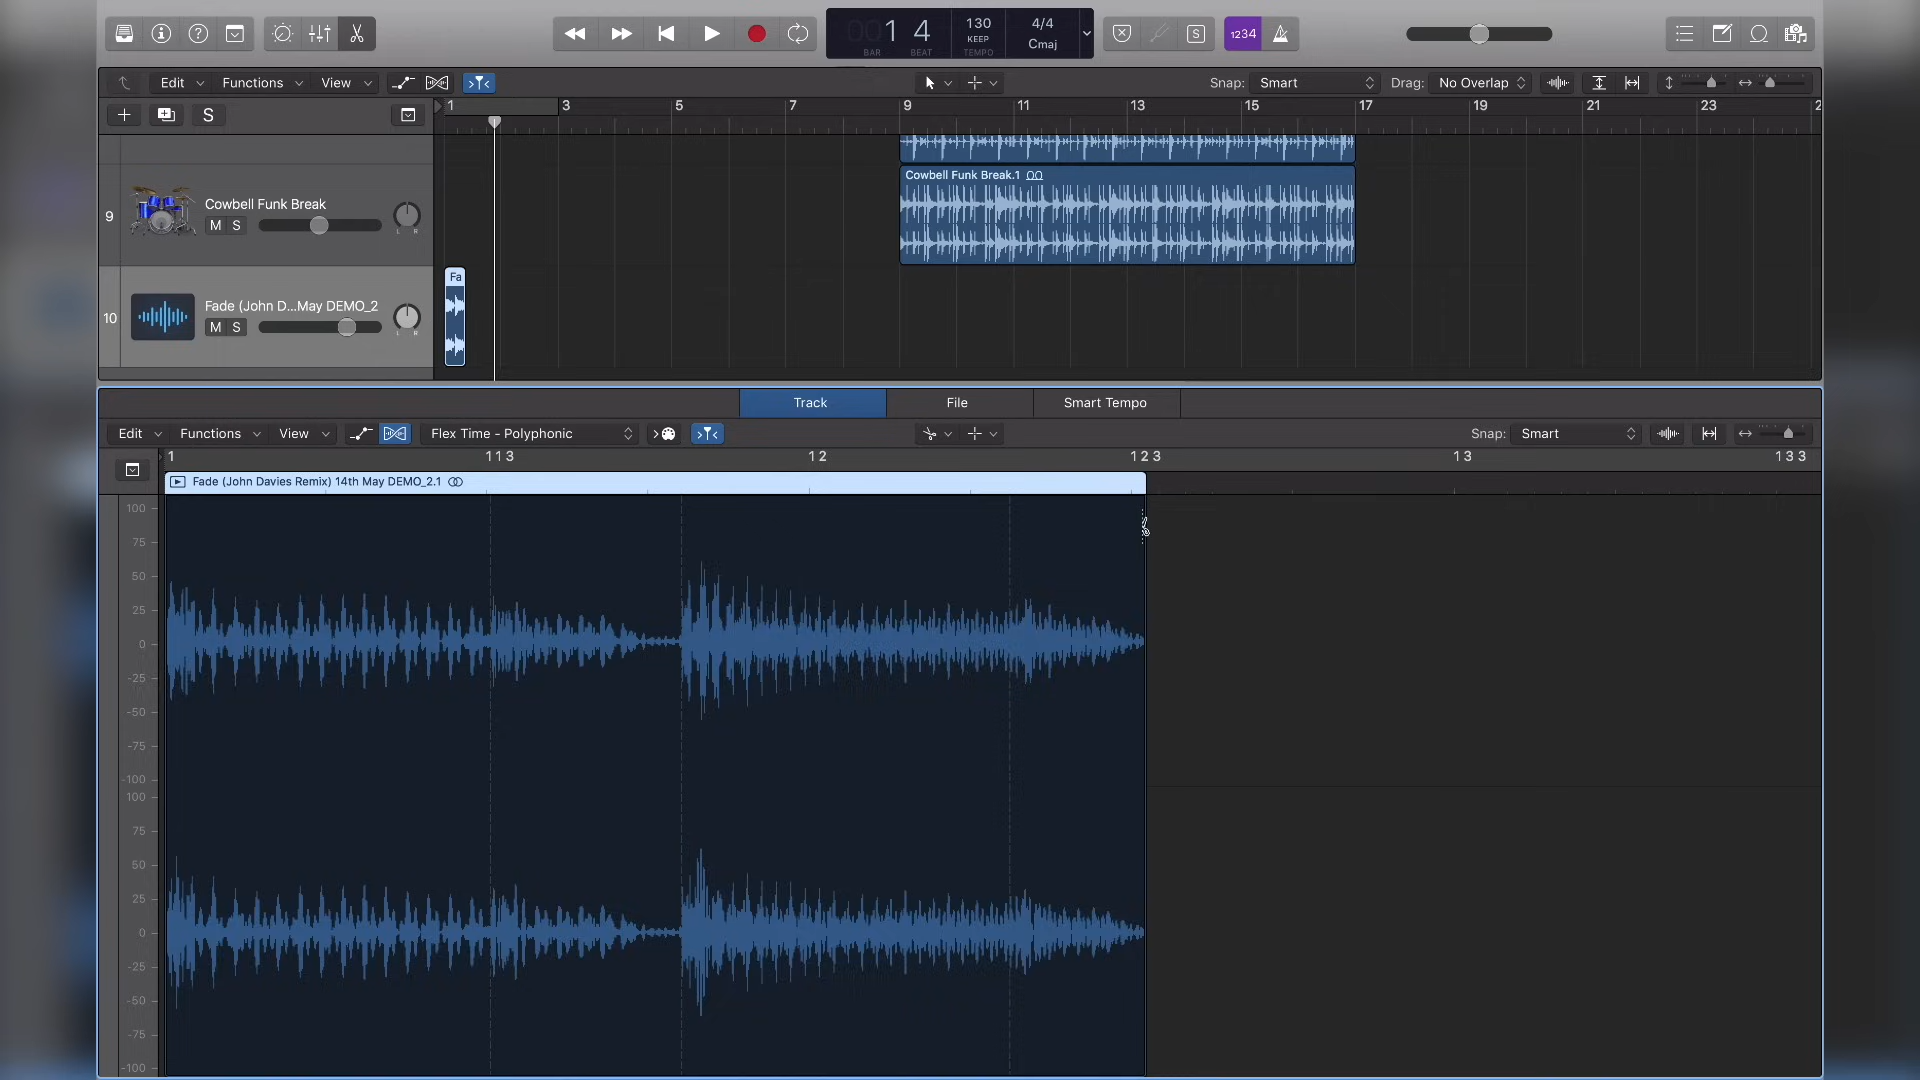 001 4
BAR BEAT
130
KEEP
TEMPO
4/4
Cmaj
S
1234
Edit Functions View
Snap: Smart Drag: No Overlap
S
1 3 5 7 9 11 13 15 17 19 21 23 2
Cowbell Funk Break.1
9
Cowbell Funk Break
M S
L R
Fa
10
Fade (John D...May DEMO_2
M S
L R
Track File Smart Tempo
Edit Functions View
Flex Time - Polyphonic
Snap: Smart
1 1 1 3 1 2 1 2 3 1 3 1 3 3
Fade (John Davies Remix) 14th May DEMO_2.1
100
75
50
25
0
-25
-50
-75
-100
100
75
50
25
0
-25
-50
-75
-100